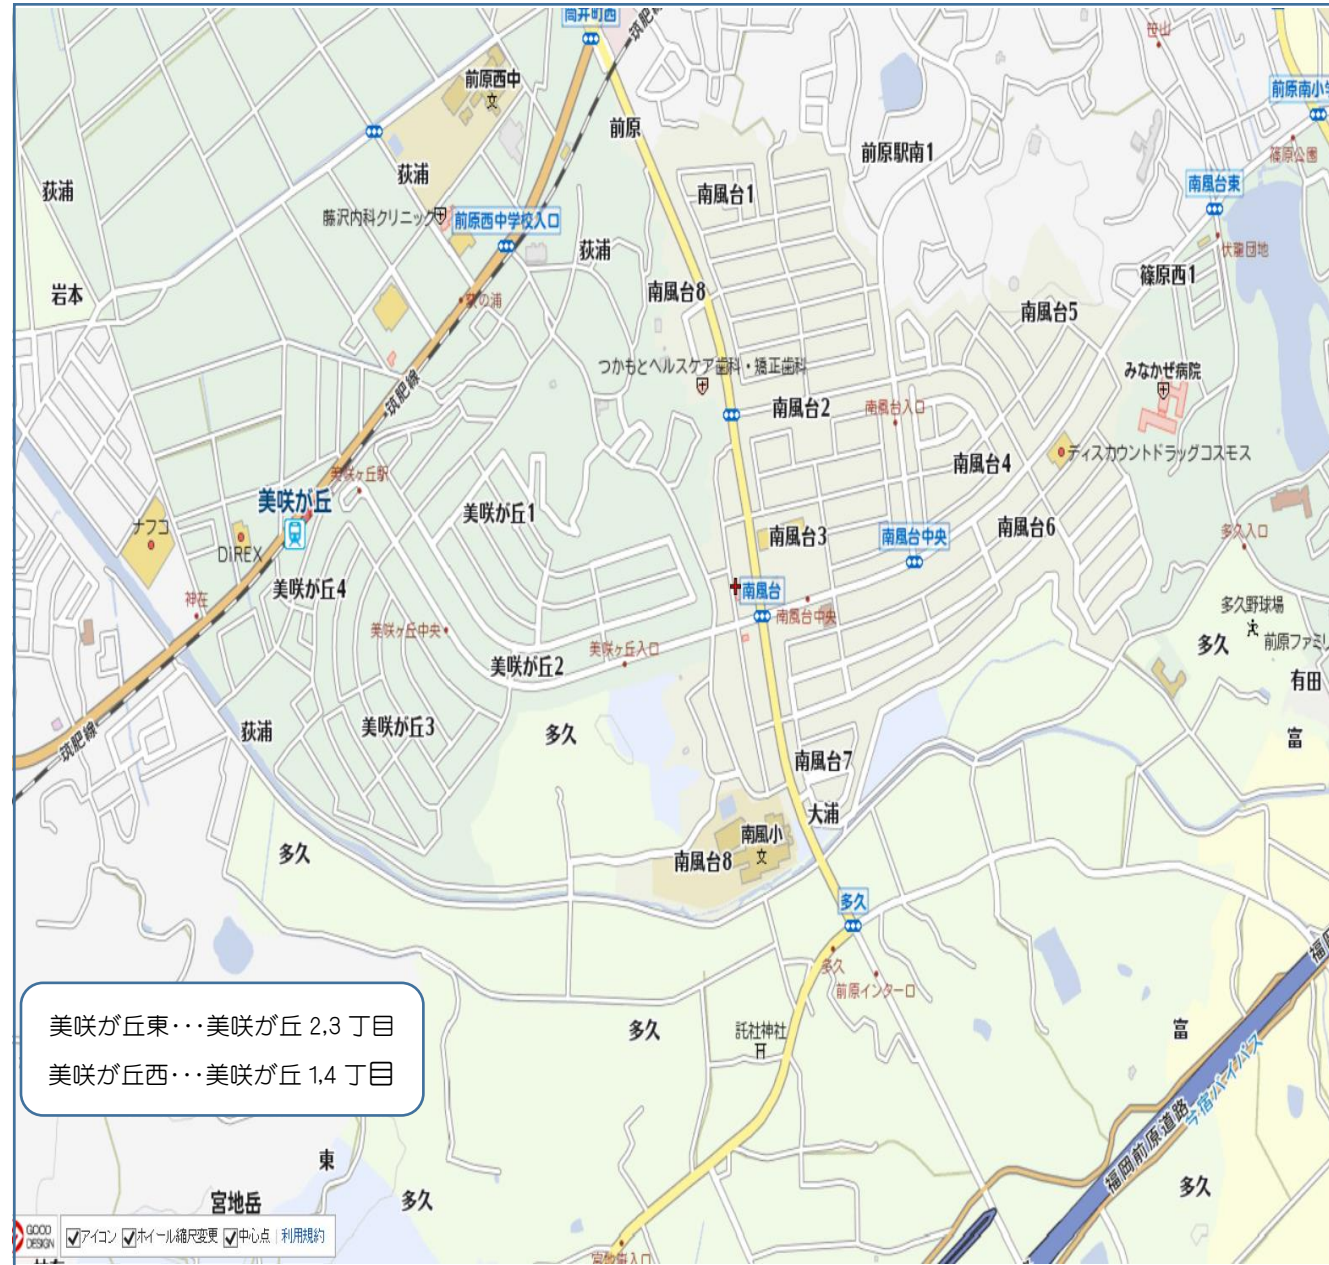 筒井町西
筑肥線
笹山
前原西中
前原南小学
前原
前原駅南1
篠原公園
荻浦
荻浦
南風台1
南風台東
藤沢内科クリニック
前原西中学校入口
荻浦
伏龍団地
岩本
南風台8
篠原西1
荻の浦
南風台5
つかもとヘルスケア歯科・矯正歯科
みなかぜ病院
筑肥線
南風台2
南風台入口
ディスカウントドラッグコスモス
南風台4
美咲ヶ丘駅
美咲が丘
美咲が丘1
ナフコ
DIREX
南風台3
南風台中央
南風台6
多久入口
美咲が丘4
南風台
神在
南風台中央
多久野球場
美咲ヶ丘中央
美咲ヶ丘入口
多久
前原ファミリ
美咲が丘2
有田
荻浦
美咲が丘3
多久
富
筑肥線
南風台7
大浦
南風小
多久
南風台8
多久
多久
前原インター口
福
美咲が丘東･･･美咲が丘 2,3 丁目
多久
託社神社
富
美咲が丘西･･･美咲が丘 1,4 丁目
今宿バイパス
福岡前原道路
東
宮地岳
多久
多久
GOOD DESIGN
アイコン ホイール縮尺変更 中心点 利用規約